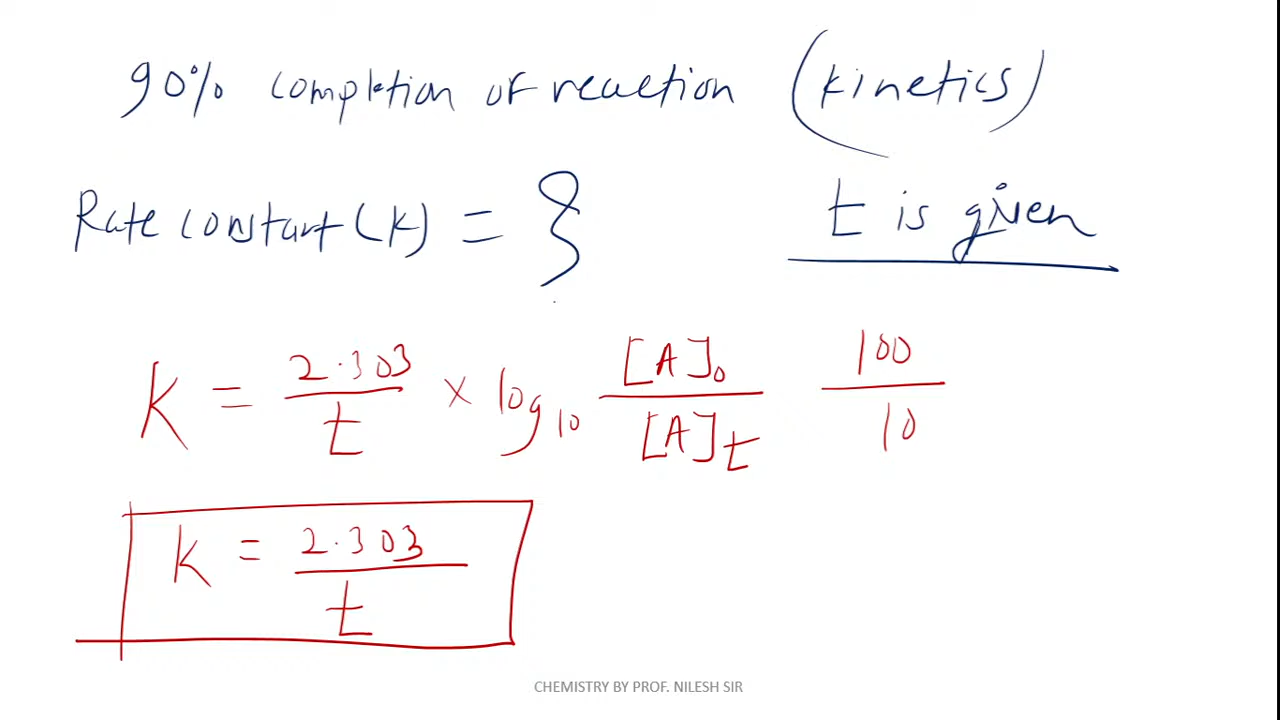 90% completion of reaction (kinetics)
Rate constant (k) = } t is given
K = 2.303/t × log10 [A]0/[A]t 100/10
k = 2.303/t
CHEMISTRY BY PROF. NILESH SIR